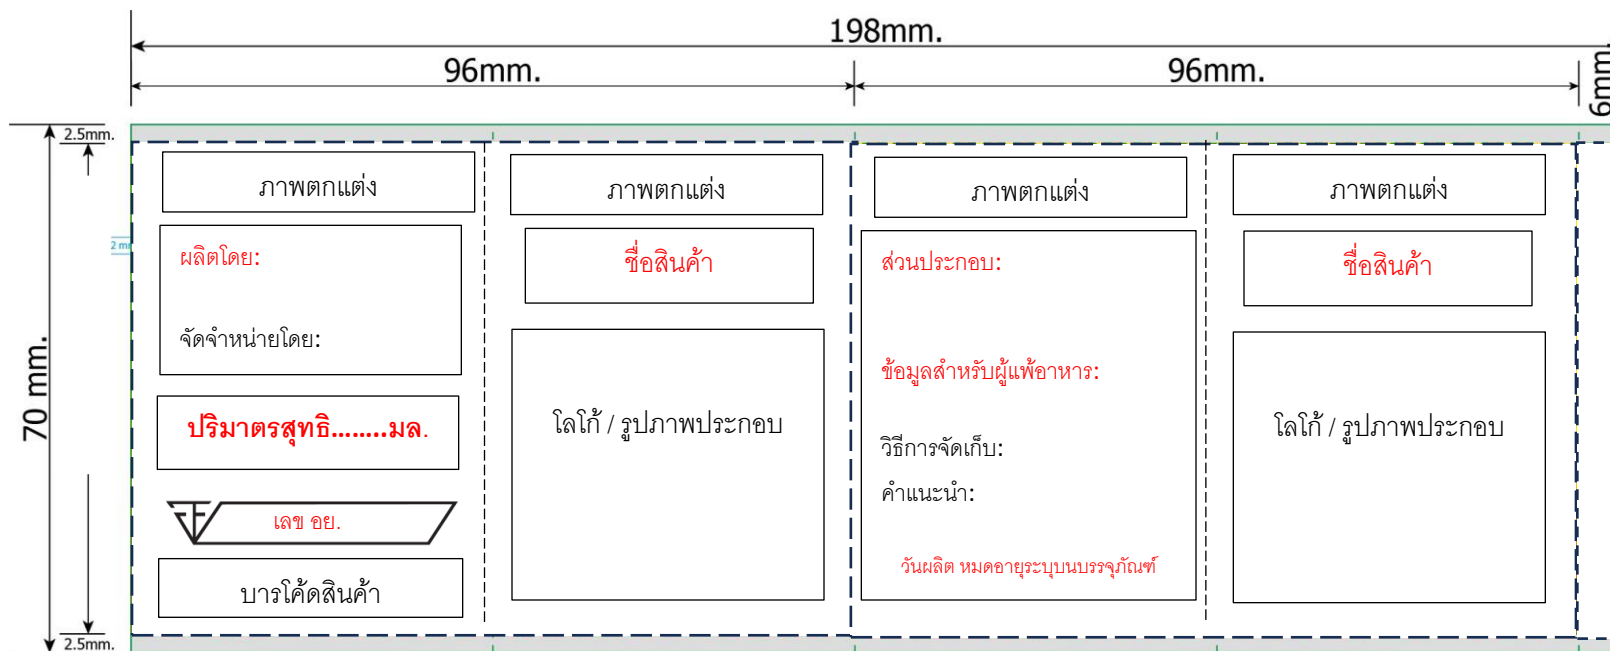 198mm.
96mm.
96mm.
6mm.
2.5mm.
70 mm.
2 mm
2.5mm.
ภาพตกแต่ง
ผลิตโดย:
จัดจำหน่ายโดย:
ปริมาตรสุทธิ........มล.
เลข อย.
บารโค้ดสินค้า
ภาพตกแต่ง
ชื่อสินค้า
โลโก้ / รูปภาพประกอบ
ภาพตกแต่ง
ส่วนประกอบ:
ข้อมูลสำหรับผู้แพ้อาหาร:
วิธีการจัดเก็บ:
คำแนะนำ:
วันผลิต หมดอายุระบุบนบรรจุภัณฑ์
ภาพตกแต่ง
ชื่อสินค้า
โลโก้ / รูปภาพประกอบ